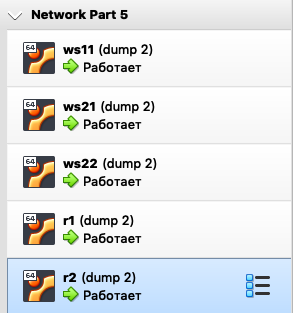 Network Part 5
64
ws11 (dump 2)
Работает
64
ws21 (dump 2)
Работает
64
ws22 (dump 2)
Работает
64
r1 (dump 2)
Работает
64
r2 (dump 2)
Работает